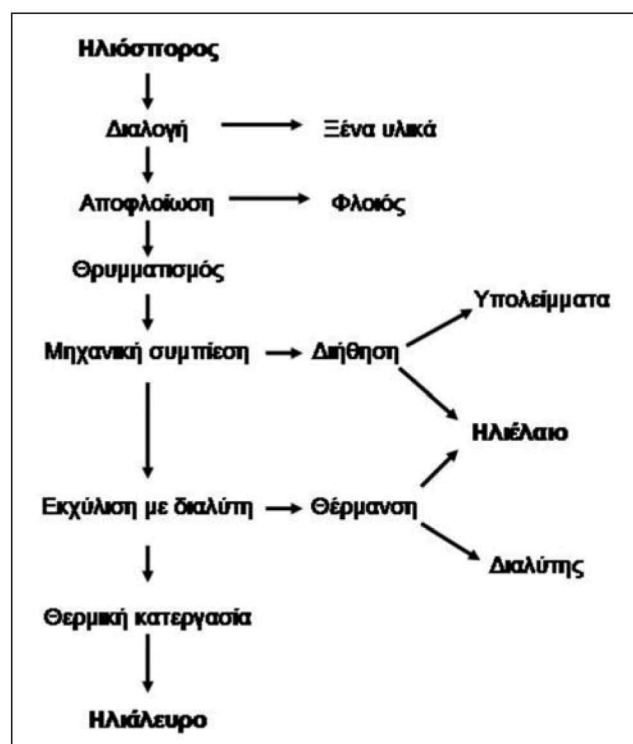 Ηλιόσπορος
Διαλογή
Ξένα υλικά
Αποφλοίωση
Φλοιός
Θρυμματισμός
Υπολείμματα
Μηχανική συμπίεση
Διήθηση
Ηλιέλαιο
Εκχύλιση με διαλύτη
Θέρμανση
Διαλύτης
Θερμική κατεργασία
Ηλιάλευρο